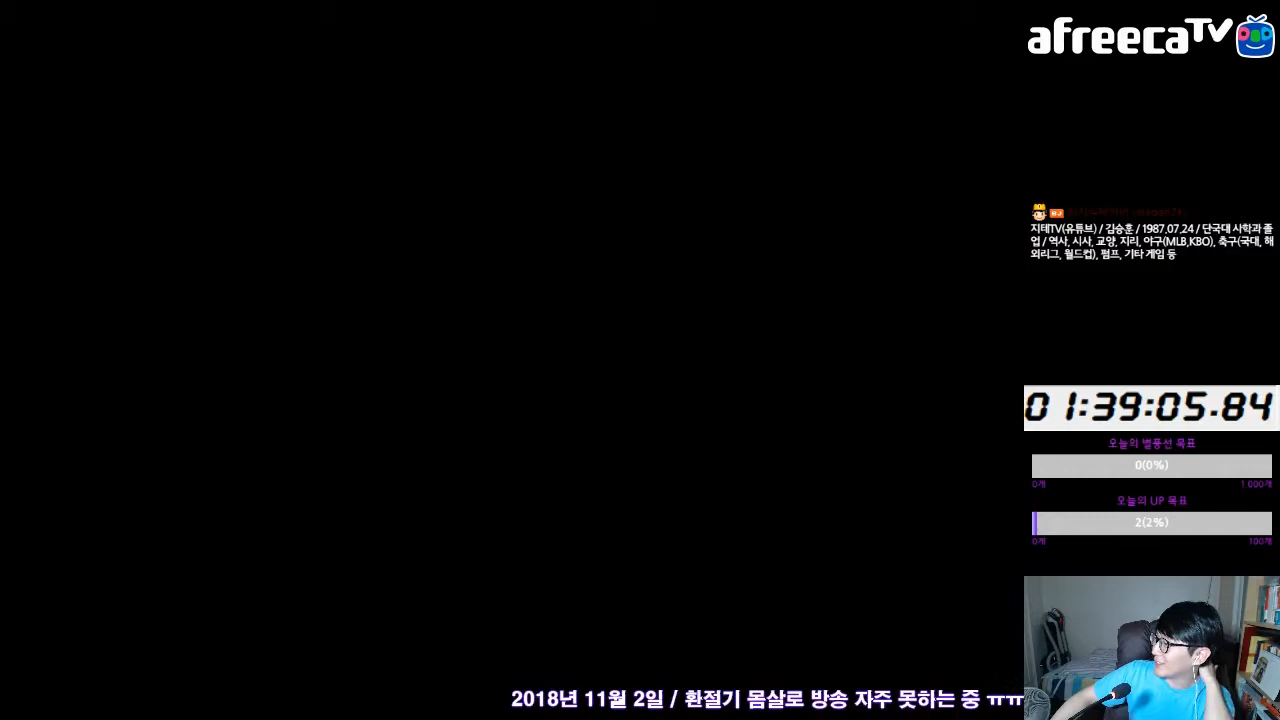 afreecaTV
BJ
지테TV(유튜브) / 김승훈 / 1987.07.24 / 단국대 사학과 졸
업 / 역사, 시사, 교양, 지리, 야구(MLB,KBO), 축구(국대, 해
외리그, 월드컵), 펌프, 기타 게임 등
01:39:05.84
오늘의 별풍선 목표
0(0%)
0개 1,000개
오늘의 UP 목표
2(2%)
0개 100개
2018년 11월 2일 / 환절기 몸살로 방송 자주 못하는 중 ㅠㅠ